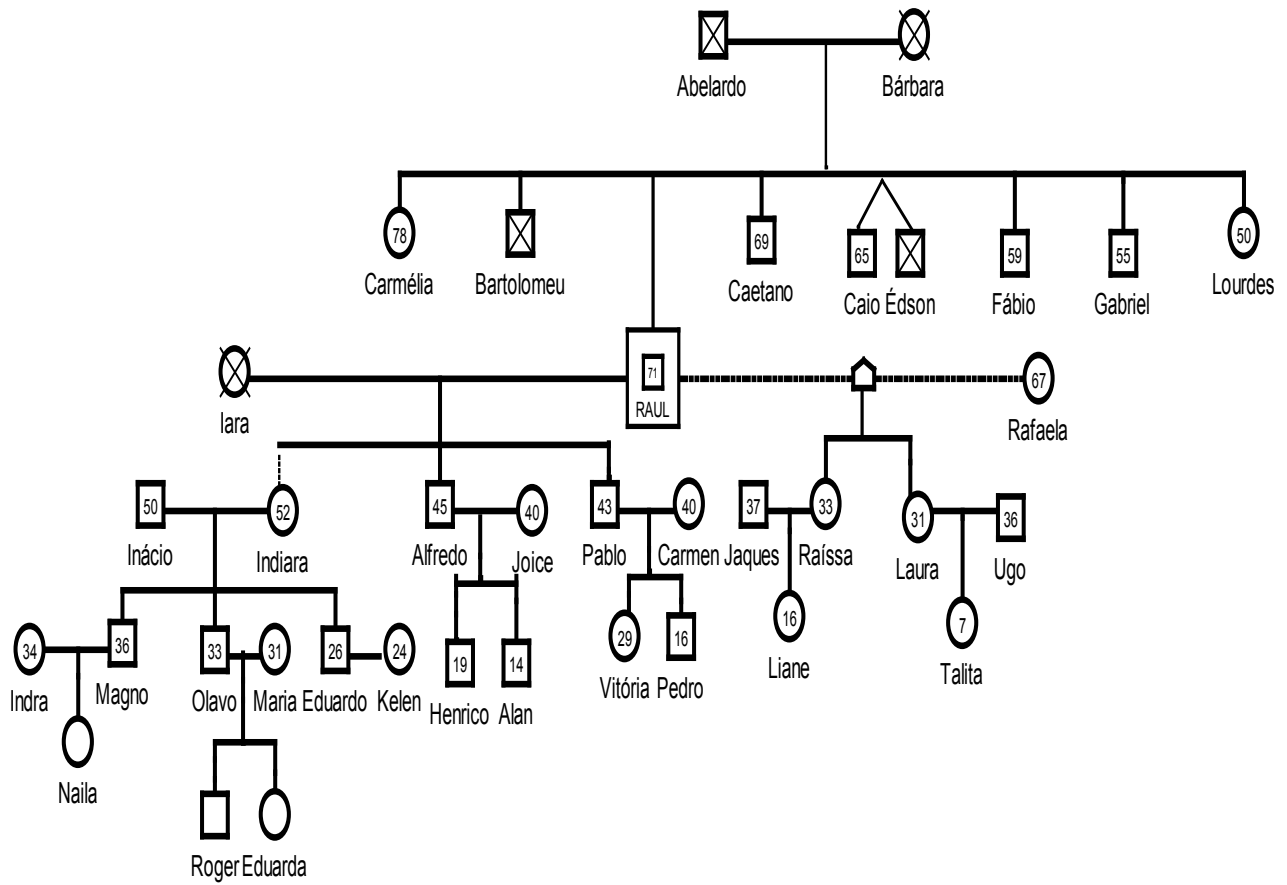 Abelardo Bárbara
78 69 65 59 55 50
Carmélia Bartolomeu Caetano Caio Édson Fábio Gabriel Lourdes
71 67
Iara RAUL Rafaela
50 52 45 40 43 40 37 33 31 36
Inácio Indiara Alfredo Joice Pablo Carmen Jaques Raíssa Laura Ugo
34 36 33 31 26 24 19 14 29 16 16 7
Indra Magno Olavo Maria Eduardo Kelen Henrico Alan Vitória Pedro Liane Talita
Naila
Roger Eduarda